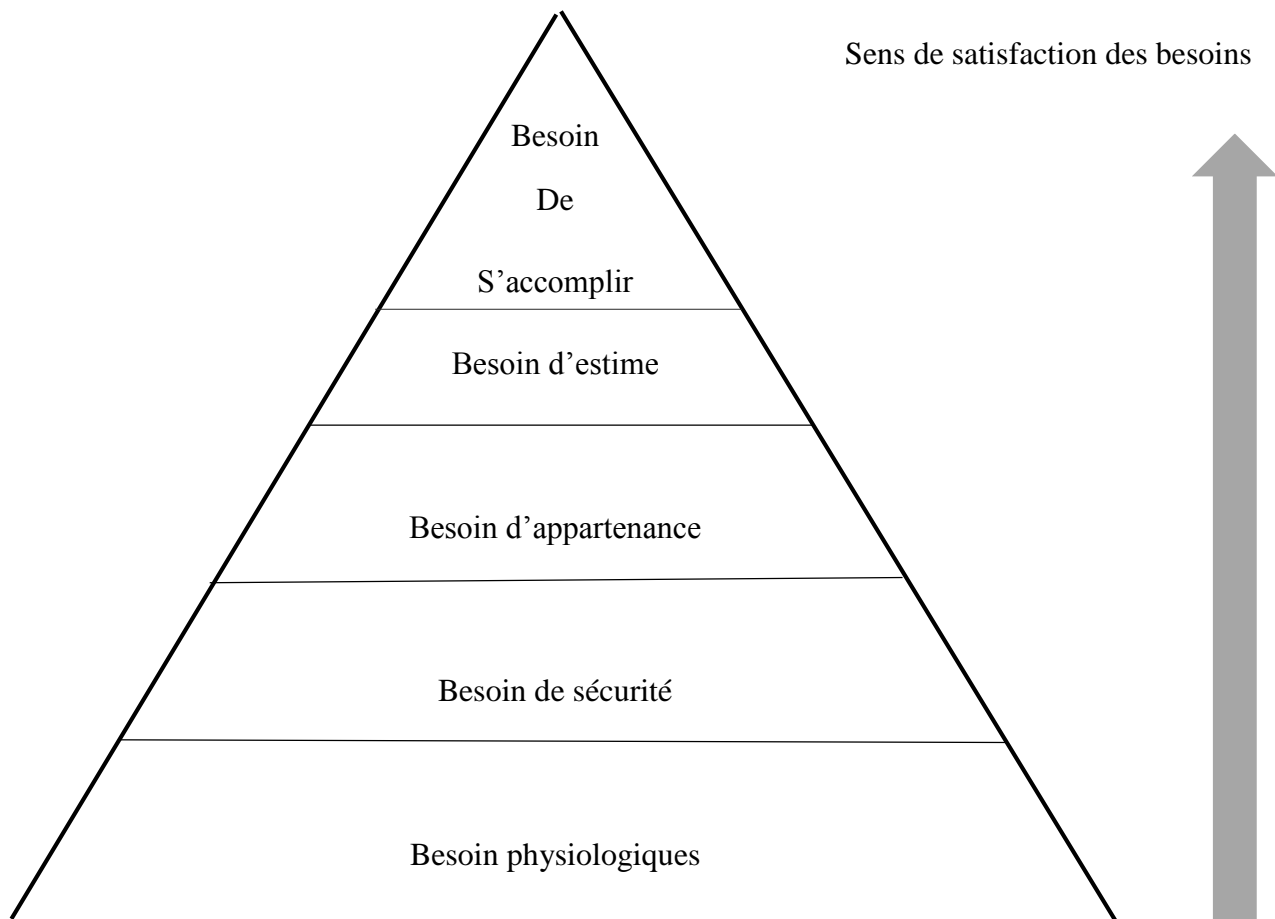 Sens de satisfaction des besoins
Besoin
De
S’accomplir
Besoin d’estime
Besoin d’appartenance
Besoin de sécurité
Besoin physiologiques